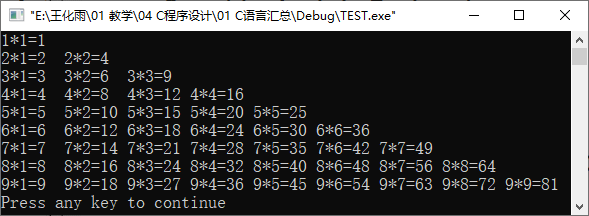 "E:\王化雨\01 教学\04 C程序设计\01 C语言汇总\Debug\TEST.exe"
1*1=1
2*1=2  2*2=4
3*1=3  3*2=6  3*3=9
4*1=4  4*2=8  4*3=12 4*4=16
5*1=5  5*2=10 5*3=15 5*4=20 5*5=25
6*1=6  6*2=12 6*3=18 6*4=24 6*5=30 6*6=36
7*1=7  7*2=14 7*3=21 7*4=28 7*5=35 7*6=42 7*7=49
8*1=8  8*2=16 8*3=24 8*4=32 8*5=40 8*6=48 8*7=56 8*8=64
9*1=9  9*2=18 9*3=27 9*4=36 9*5=45 9*6=54 9*7=63 9*8=72 9*9=81
Press any key to continue